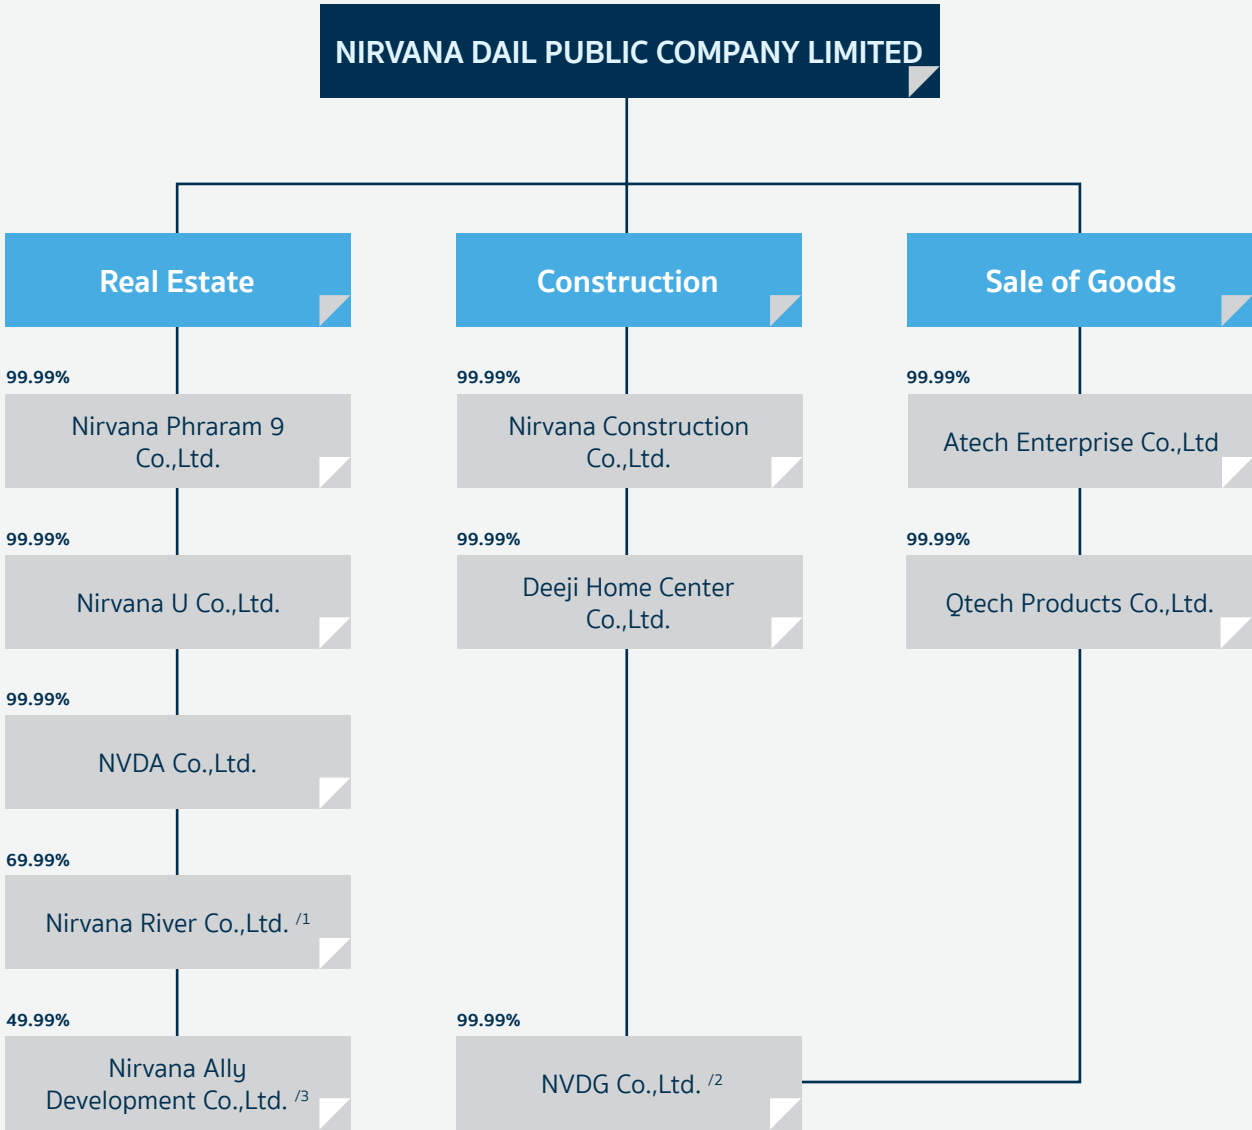 NIRVANA DAIL PUBLIC COMPANY LIMITED
Real Estate
Construction
Sale of Goods
99.99%
99.99%
99.99%
Nirvana Phraram 9
Co.,Ltd.
Nirvana Construction
Co.,Ltd.
Atech Enterprise Co.,Ltd
99.99%
99.99%
99.99%
Nirvana U Co.,Ltd.
Deeji Home Center
Co.,Ltd.
Qtech Products Co.,Ltd.
99.99%
NVDA Co.,Ltd.
69.99%
Nirvana River Co.,Ltd. /1
49.99%
99.99%
Nirvana Ally
Development Co.,Ltd. /3
NVDG Co.,Ltd. /2